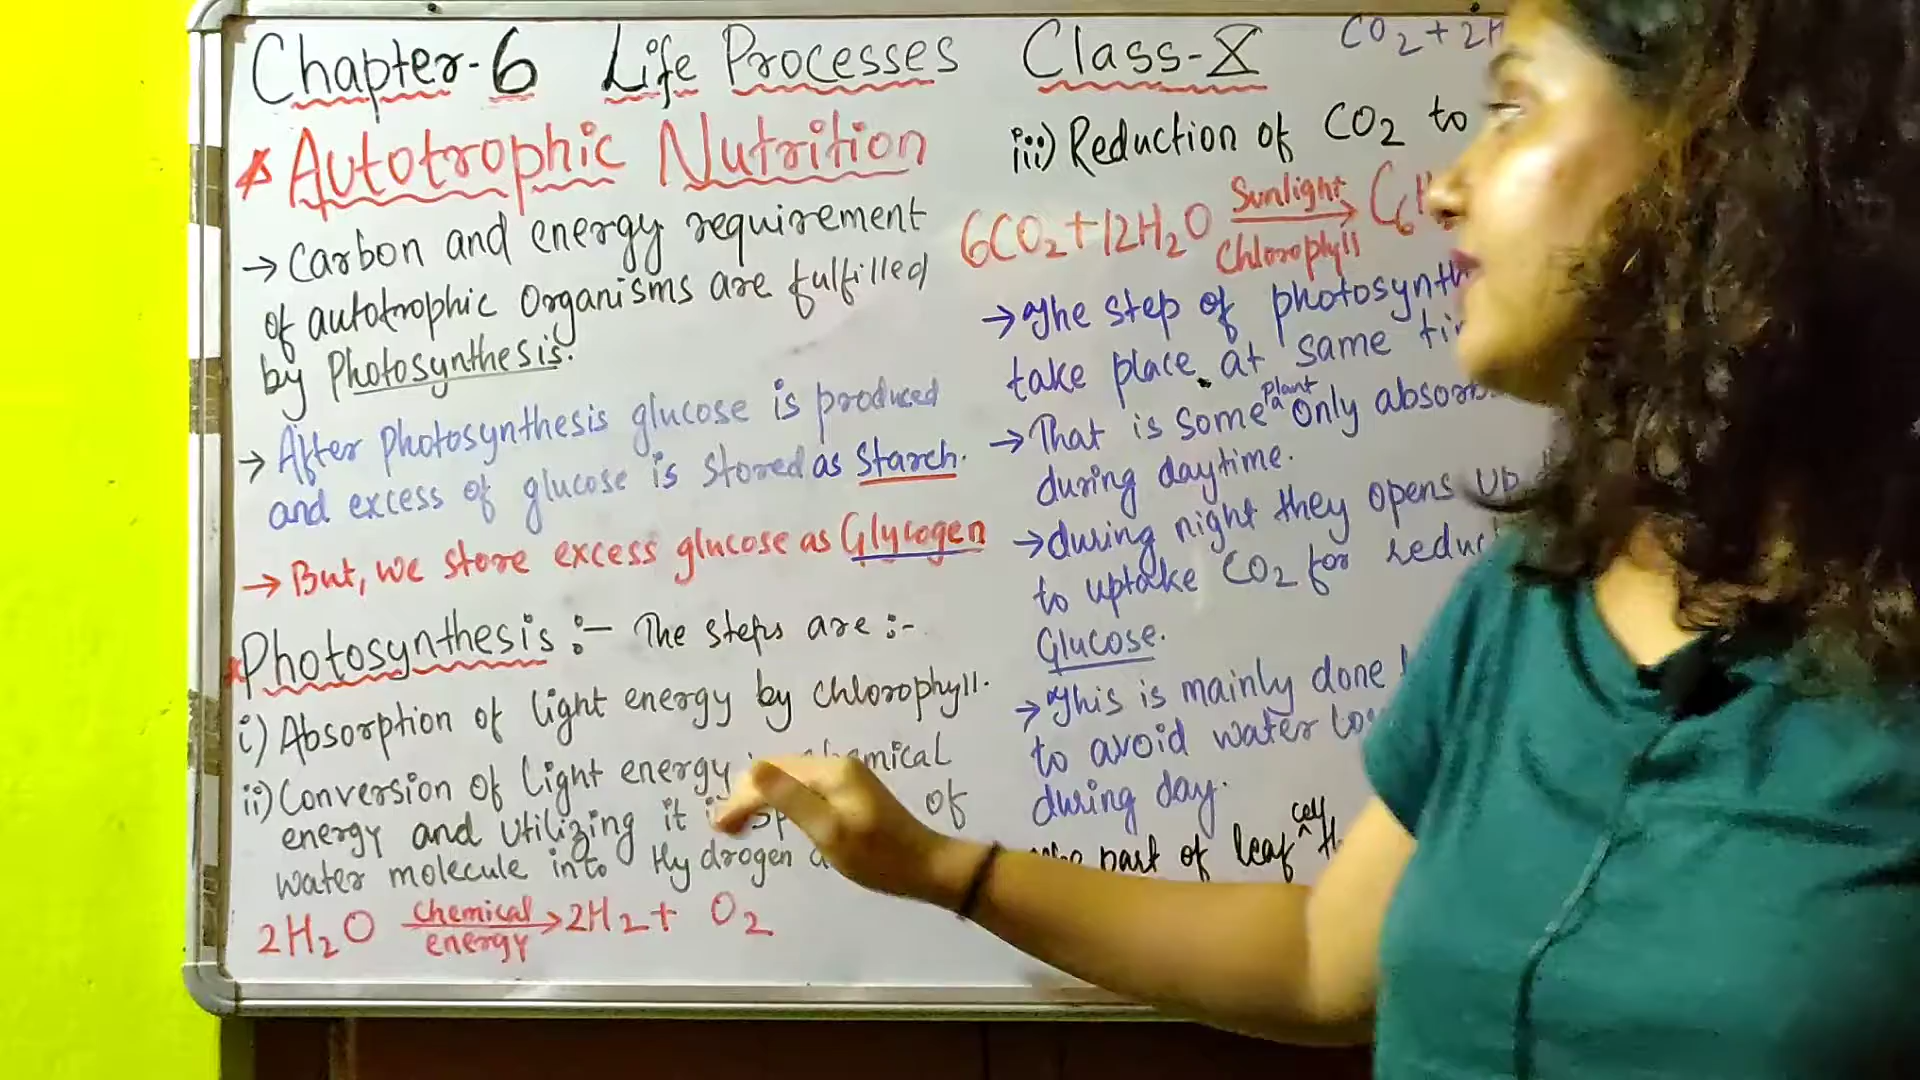 Chapter-6 Life Processes Class-X
* Autotrophic Nutrition
→ Carbon and energy requirement
of autotrophic Organisms are fulfilled
by Photosynthesis.
→ After Photosynthesis glucose is produced
and excess of glucose is stored as Starch.
→ But, we store excess glucose as Glycogen
* Photosynthesis :- The steps are :-
i) Absorption of light energy by chlorophyll.
ii) Conversion of light energy chemical
energy and utilizing it of
water molecule into Hydrogen
2H2O chemical energy → 2H2 + O2
CO2 + 2H
iii) Reduction of CO2 to
6CO2 + 12H2O Sunlight → Chlorophyll C6H
→ The step of photosynth
take place at same
→ That is some plant only absorb
during daytime.
→ during night they opens up
to uptake CO2 for reduc
Glucose.
→ This is mainly done
to avoid water
during day.
part of leaf cell